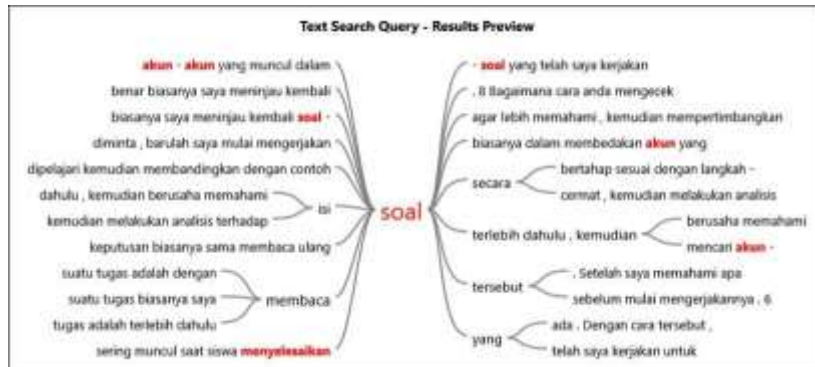 Text Search Query - Results Preview
akun - akun yang muncul dalam
benar biasanya saya meninjau kembali
biasanya saya meninjau kembali soal -
diminta , barulah saya mulai mengerjakan
dipelajari kemudian membandingkan dengan contoh
dahulu , kemudian berusaha memahami
kemudian melakukan analisis terhadap
isi
keputusan biasanya sama membaca ulang
suatu tugas adalah dengan
suatu tugas biasanya saya
tugas adalah terlebih dahulu
membaca
sering muncul saat siswa menyelesaikan
soal
- soal yang telah saya kerjakan
. 8 Bagaimana cara anda mengecek
agar lebih memahami , kemudian mempertimbangkan
biasanya dalam membedakan akun yang
secara
bertahap sesuai dengan langkah -
cermat , kemudian melakukan analisis
terlebih dahulu , kemudian
berusaha memahami
mencari akun -
tersebut
. Setelah saya memahami apa
sebelum mulai mengerjakannya . 6
yang
ada . Dengan cara tersebut ,
telah saya kerjakan untuk